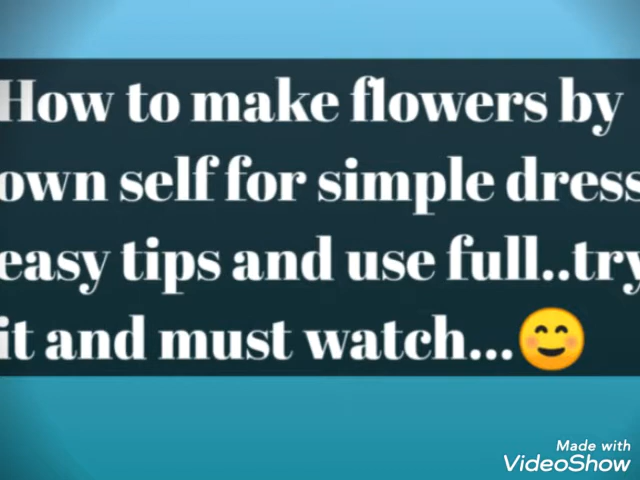 How to make flowers by
own self for simple dress
easy tips and use full..try
it and must watch...😊
Made with
VideoShow